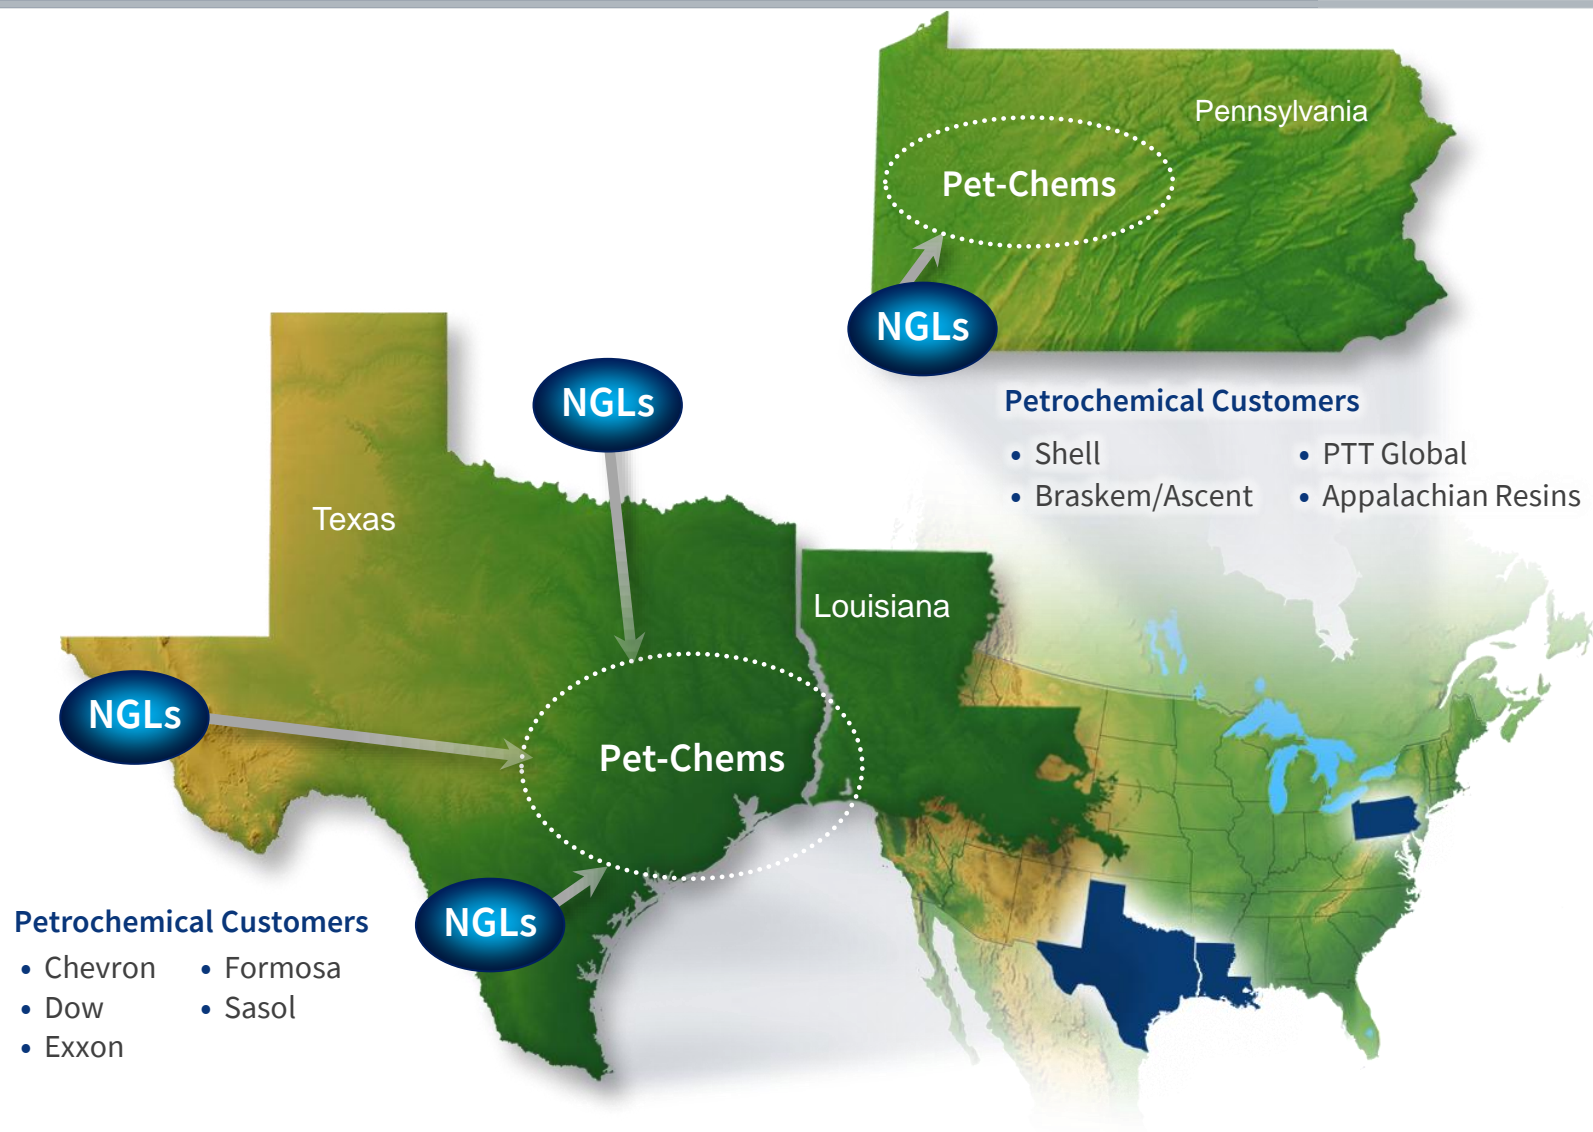 Pennsylvania
Pet-Chems
NGLs
Petrochemical Customers
• Shell
• Braskem/Ascent
• PTT Global
• Appalachian Resins
NGLs
Texas
Louisiana
NGLs
Pet-Chems
NGLs
Petrochemical Customers
• Chevron
• Dow
• Exxon
• Formosa
• Sasol